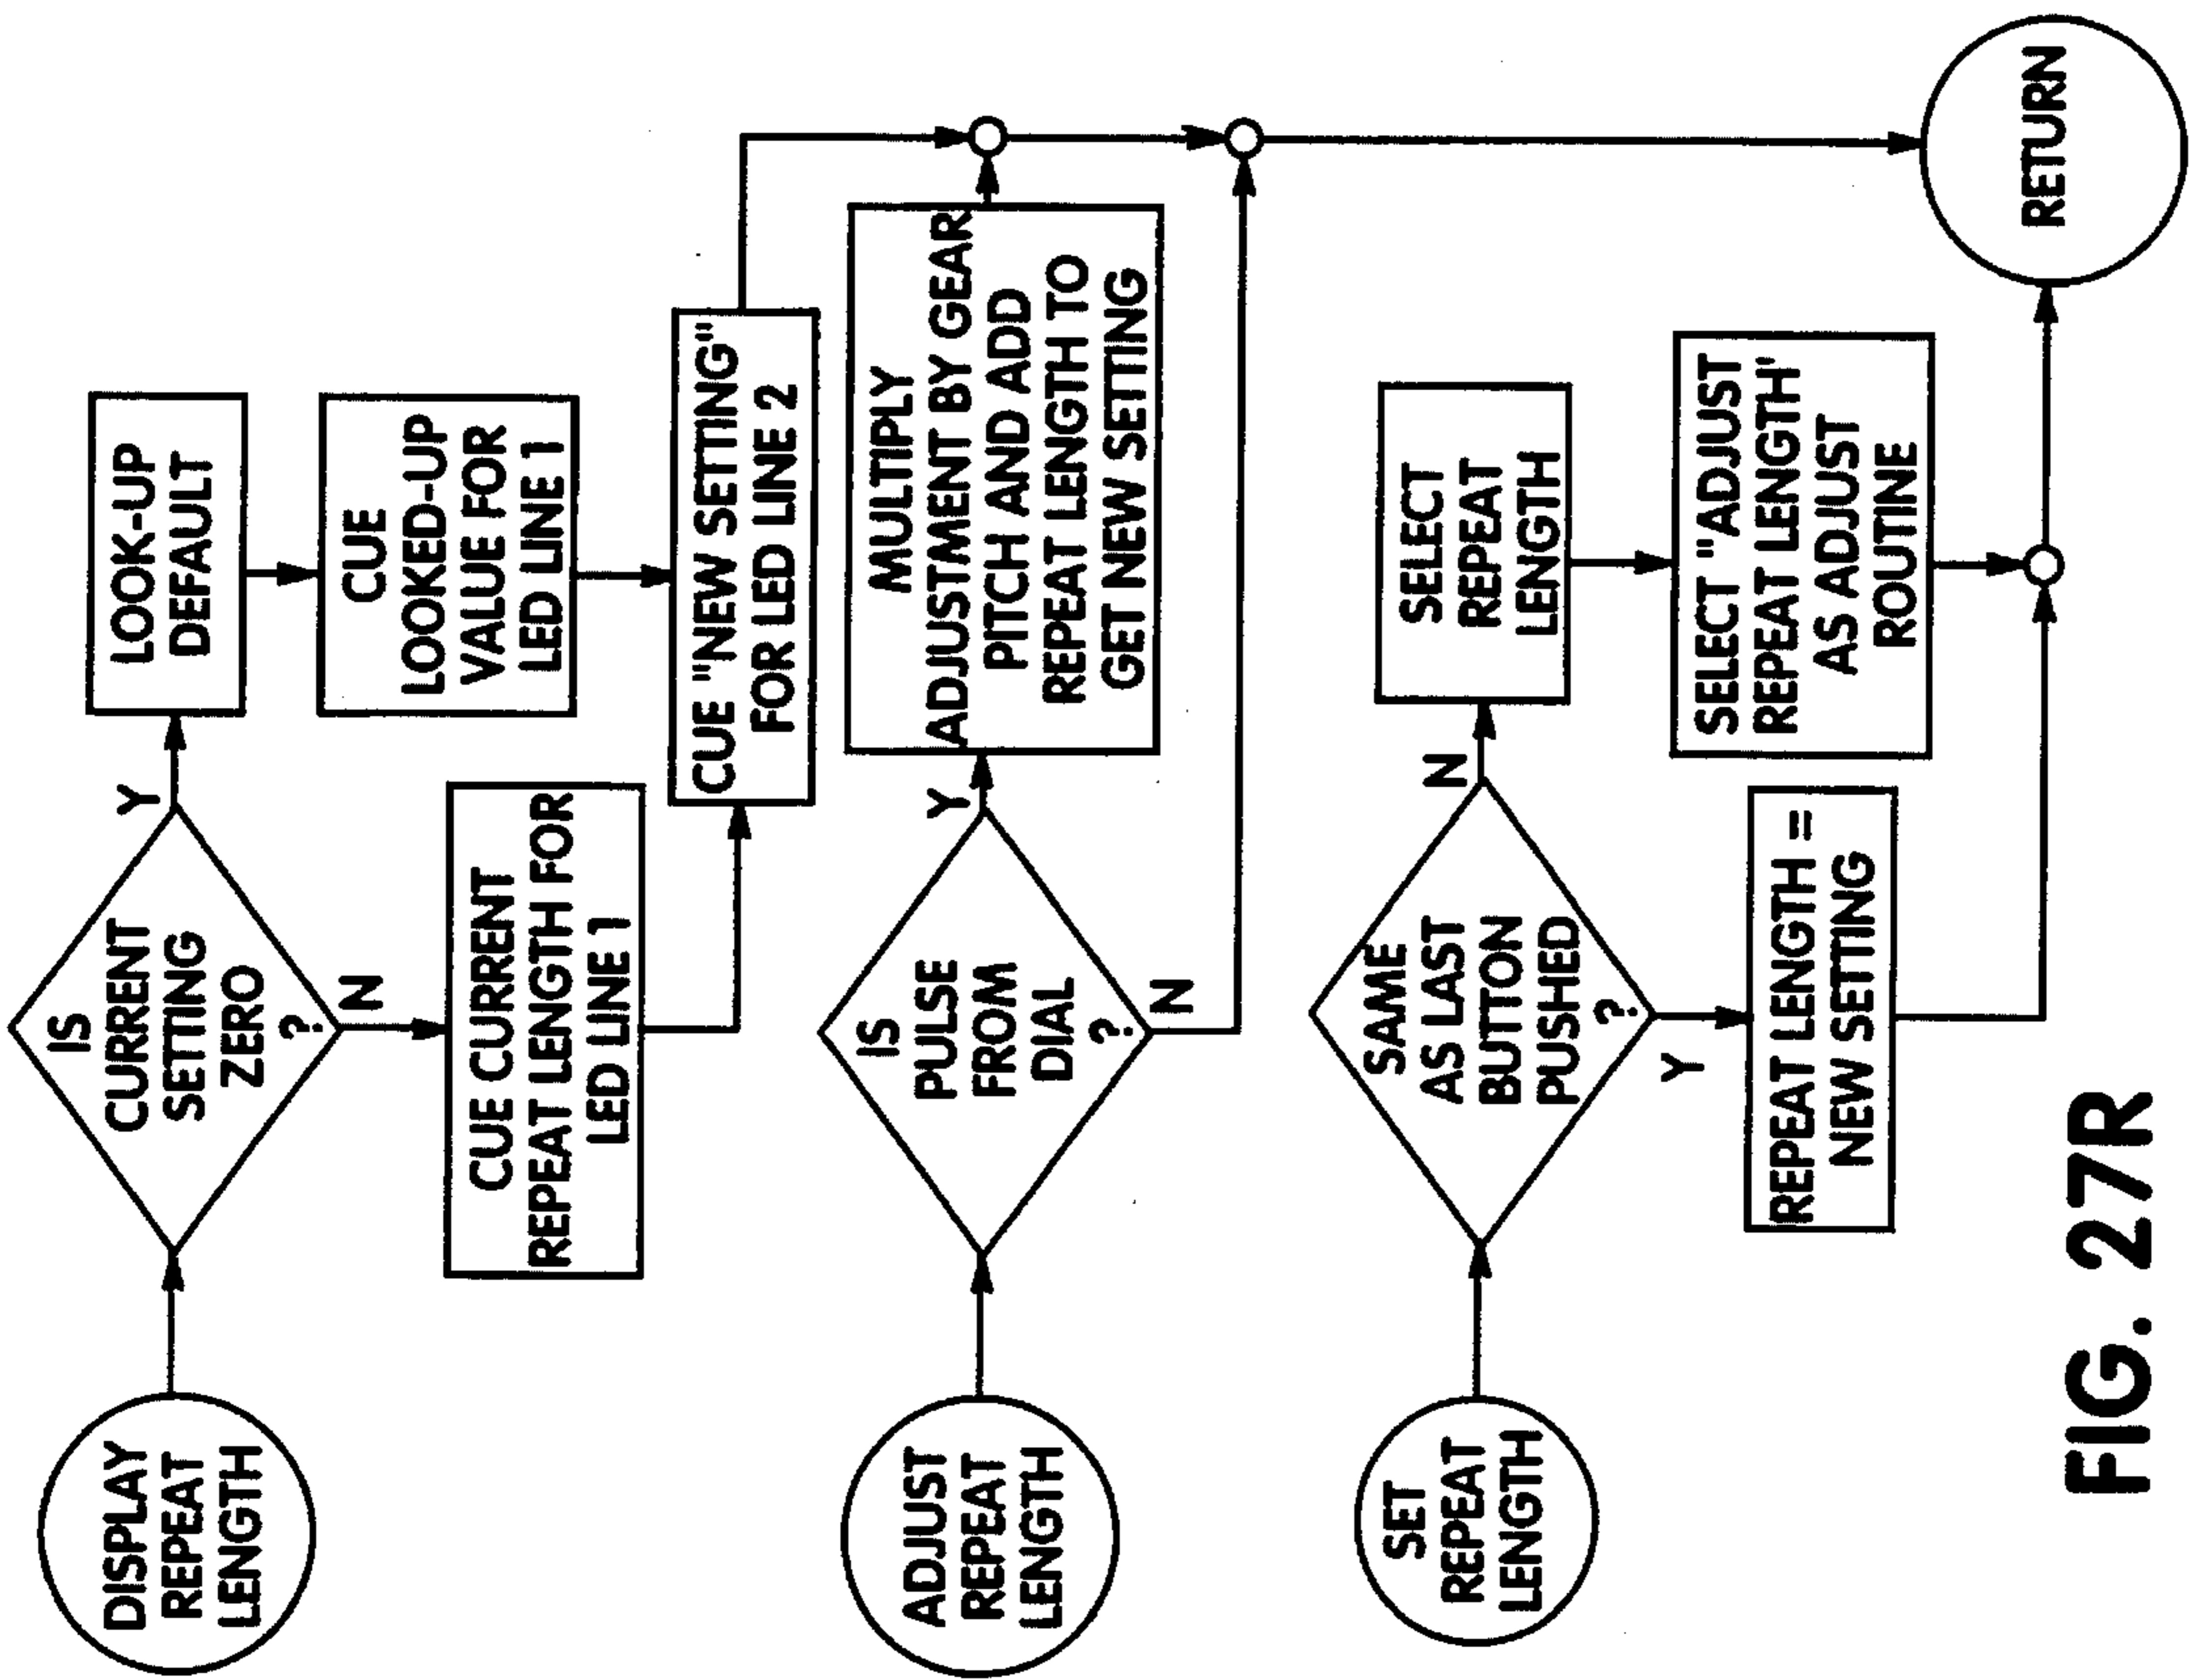 DISPLAY
REPEAT
LENGTH
IS
CURRENT
SETTING
ZERO
?
Y
N
LOOK-UP
DEFAULT
CUE
LOOKED-UP
VALUE FOR
LED LINE 1
CUE CURRENT
REPEAT LENGTH FOR
LED LINE 1
CUE "NEW SETTING"
FOR LED LINE 2
ADJUST
REPEAT
LENGTH
IS
PULSE
FROM
DIAL
?
Y
N
MULTIPLY
ADJUSTMENT BY GEAR
PITCH AND ADD
REPEAT LENGTH TO
GET NEW SETTING
SET
REPEAT
LENGTH
SAME
AS LAST
BUTTON
PUSHED
?
N
Y
SELECT
REPEAT
LENGTH
SELECT "ADJUST
REPEAT LENGTH'
AS ADJUST
ROUTINE
REPEAT LENGTH =
NEW SETTING
RETURN
FIG. 27R